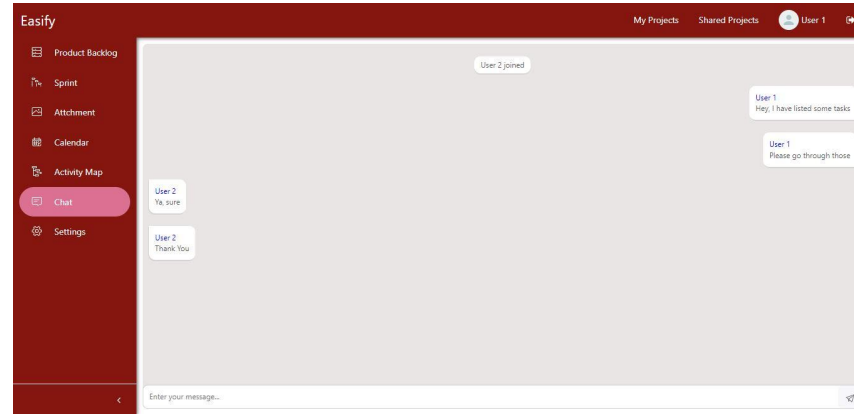 Easify
My Projects Shared Projects User 1
Product Backlog
Sprint
Attchment
Calendar
Activity Map
Chat
Settings
User 2 joined
User 1
Hey, I have listed some tasks
User 1
Please go through those
User 2
Ya, sure
User 2
Thank You
Enter your message...